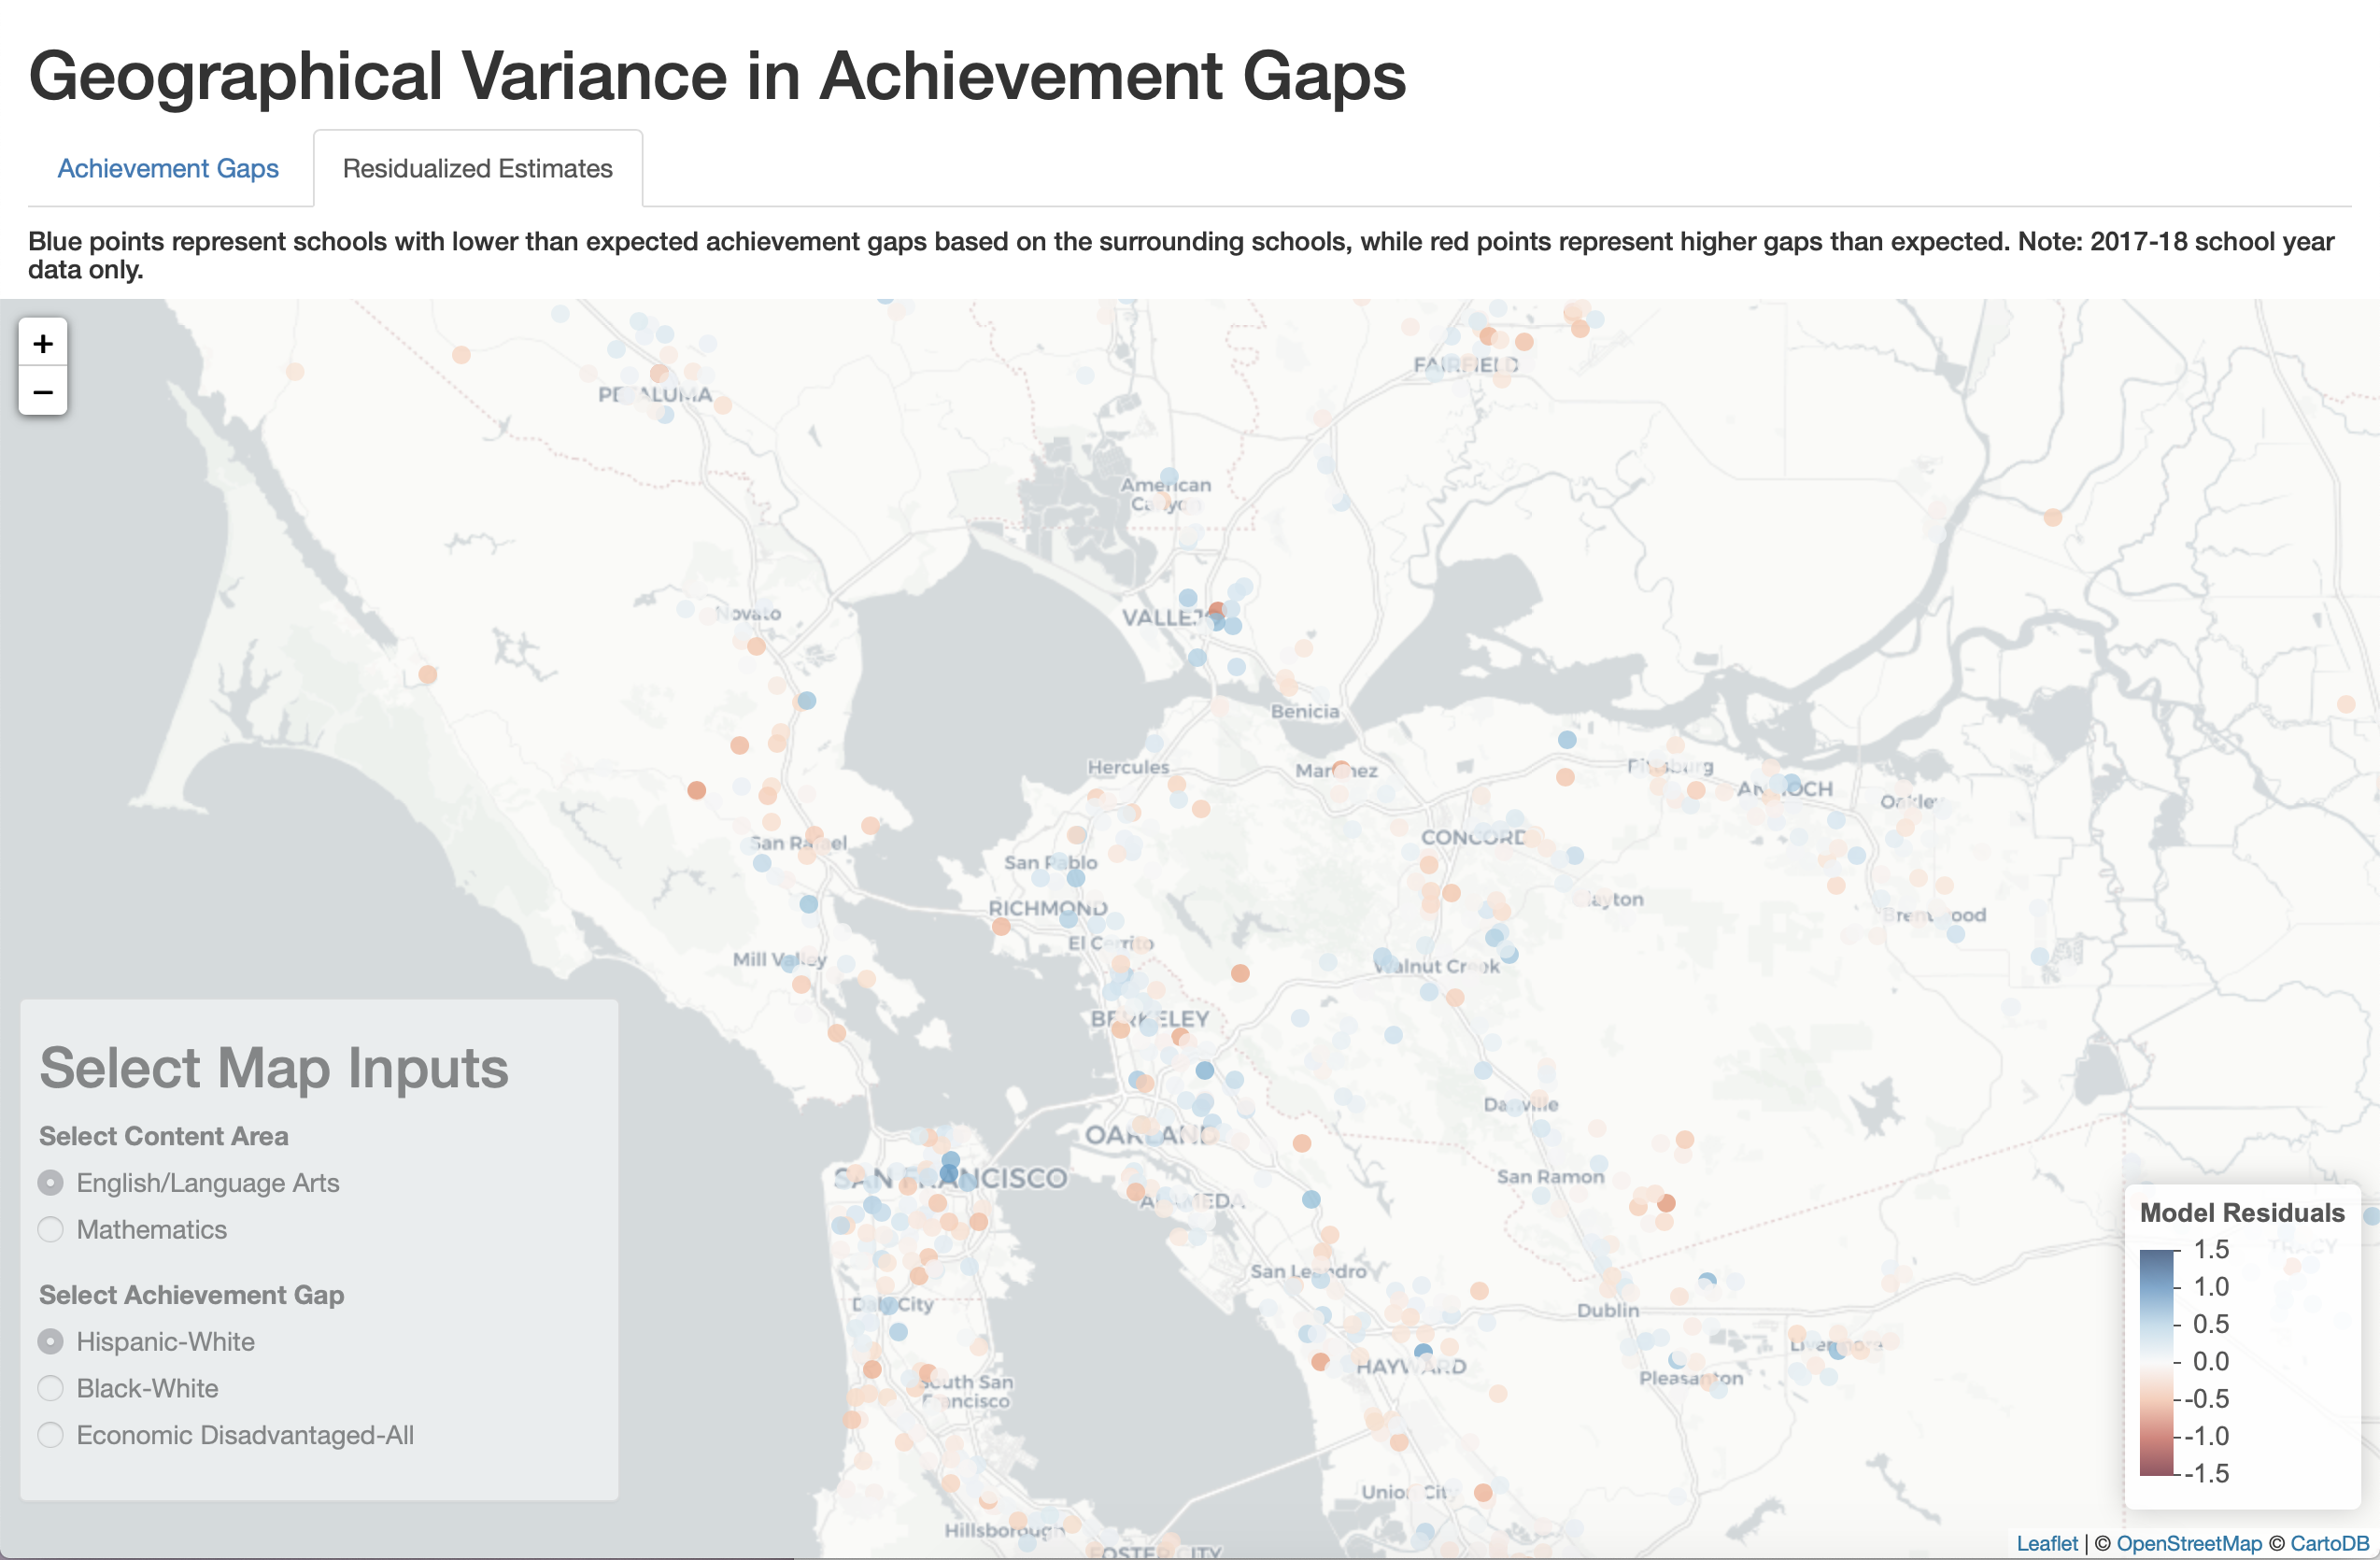 Geographical Variance in Achievement Gaps
Achievement Gaps
Residualized Estimates
Blue points represent schools with lower than expected achievement gaps based on the surrounding schools, while red points represent higher gaps than expected. Note: 2017-18 school year
data only.
+
−
FAIRFIELD
PETALUMA
American
Canyon
Novato
VALLEJO
Benicia
Hercules
Martinez
Pittsburg
ANTIOCH
Oakley
CONCORD
San Rafael
San Pablo
RICHMOND
Clayton
Brentwood
El Cerrito
Mill Valley
Walnut Creek
BERKELEY
Danville
OAKLAND
SAN FRANCISCO
San Ramon
ALAMEDA
San Leandro
Daly City
Dublin
HAYWARD
Livermore
Pleasanton
South San
Francisco
Union City
Hillsborough
FOSTER CITY
TRACY
Select Map Inputs
Select Content Area
English/Language Arts
Mathematics
Select Achievement Gap
Hispanic-White
Black-White
Economic Disadvantaged-All
Model Residuals
1.5
1.0
0.5
0.0
-0.5
-1.0
-1.5
Leaflet | © OpenStreetMap © CartoDB